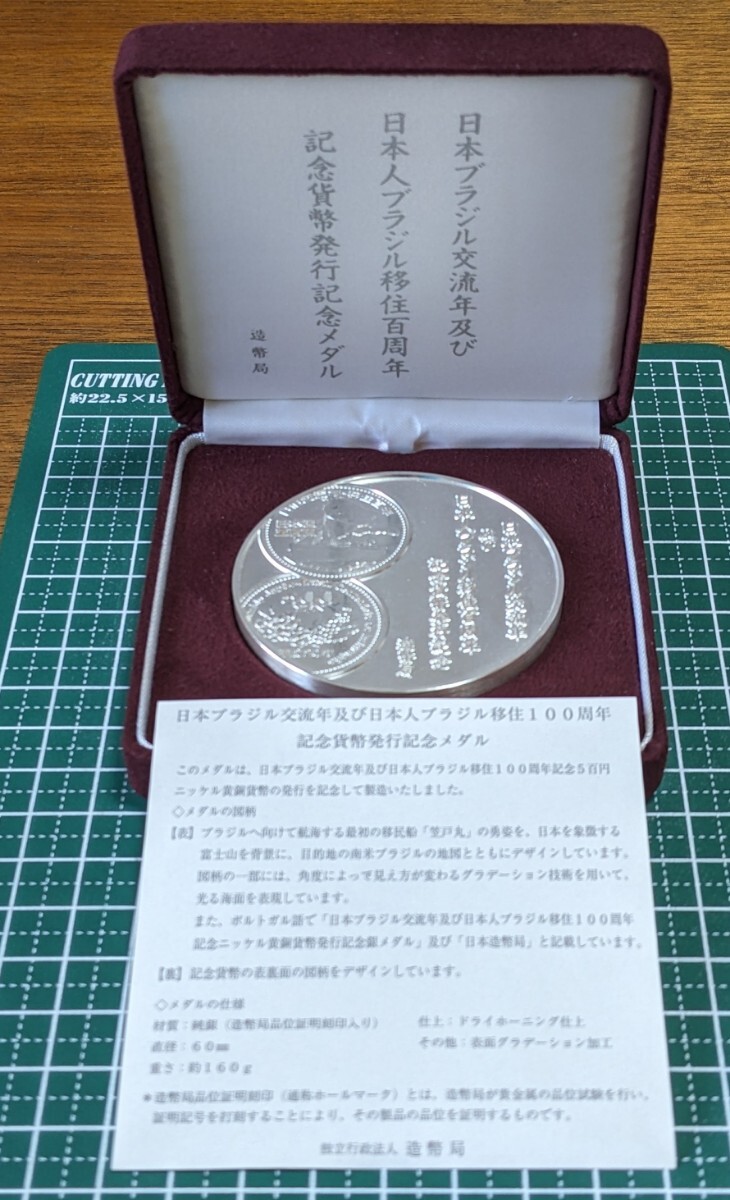 日本ブラジル交流年及び
日本人ブラジル移住百周年
記念貨幣発行記念メダル
造幣局
CUTTING
約22.5×15
日本ブラジル交流年及び日本人ブラジル移住100周年
記念貨幣発行記念メダル
このメダルは、日本ブラジル交流年及び日本人ブラジル移住100周年記念5百円
ニッケル黄銅貨幣の発行を記念して製造いたしました。
◇メダルの図柄
【表】ブラジルへ向けて航海する最初の移民船「笠戸丸」の勇姿を、日本を象徴する
富士山を背景に、目的地の南米ブラジルの地図とともにデザインしています。
図柄の一部には、角度によって見え方が変わるグラデーション技術を用いて、
光る海面を表現しています。
また、ポルトガル語で「日本ブラジル交流年及び日本人ブラジル移住100周年
記念ニッケル黄銅貨幣発行記念銀メダル」及び「日本造幣局」と記載しています。
【裏】記念貨幣の表裏面の図柄をデザインしています。
◇メダルの仕様
材質：純銀（造幣局品位証明刻印入り）
仕上：ドライホーニング仕上
直径：60㎜
その他：表面グラデーション加工
重さ：約160g
＊造幣局品位証明刻印（通称ホールマーク）とは、造幣局が貴金属の品位試験を行い、
証明記号を打刻することにより、その製品の品位を証明するものです。
独立行政法人 造幣局